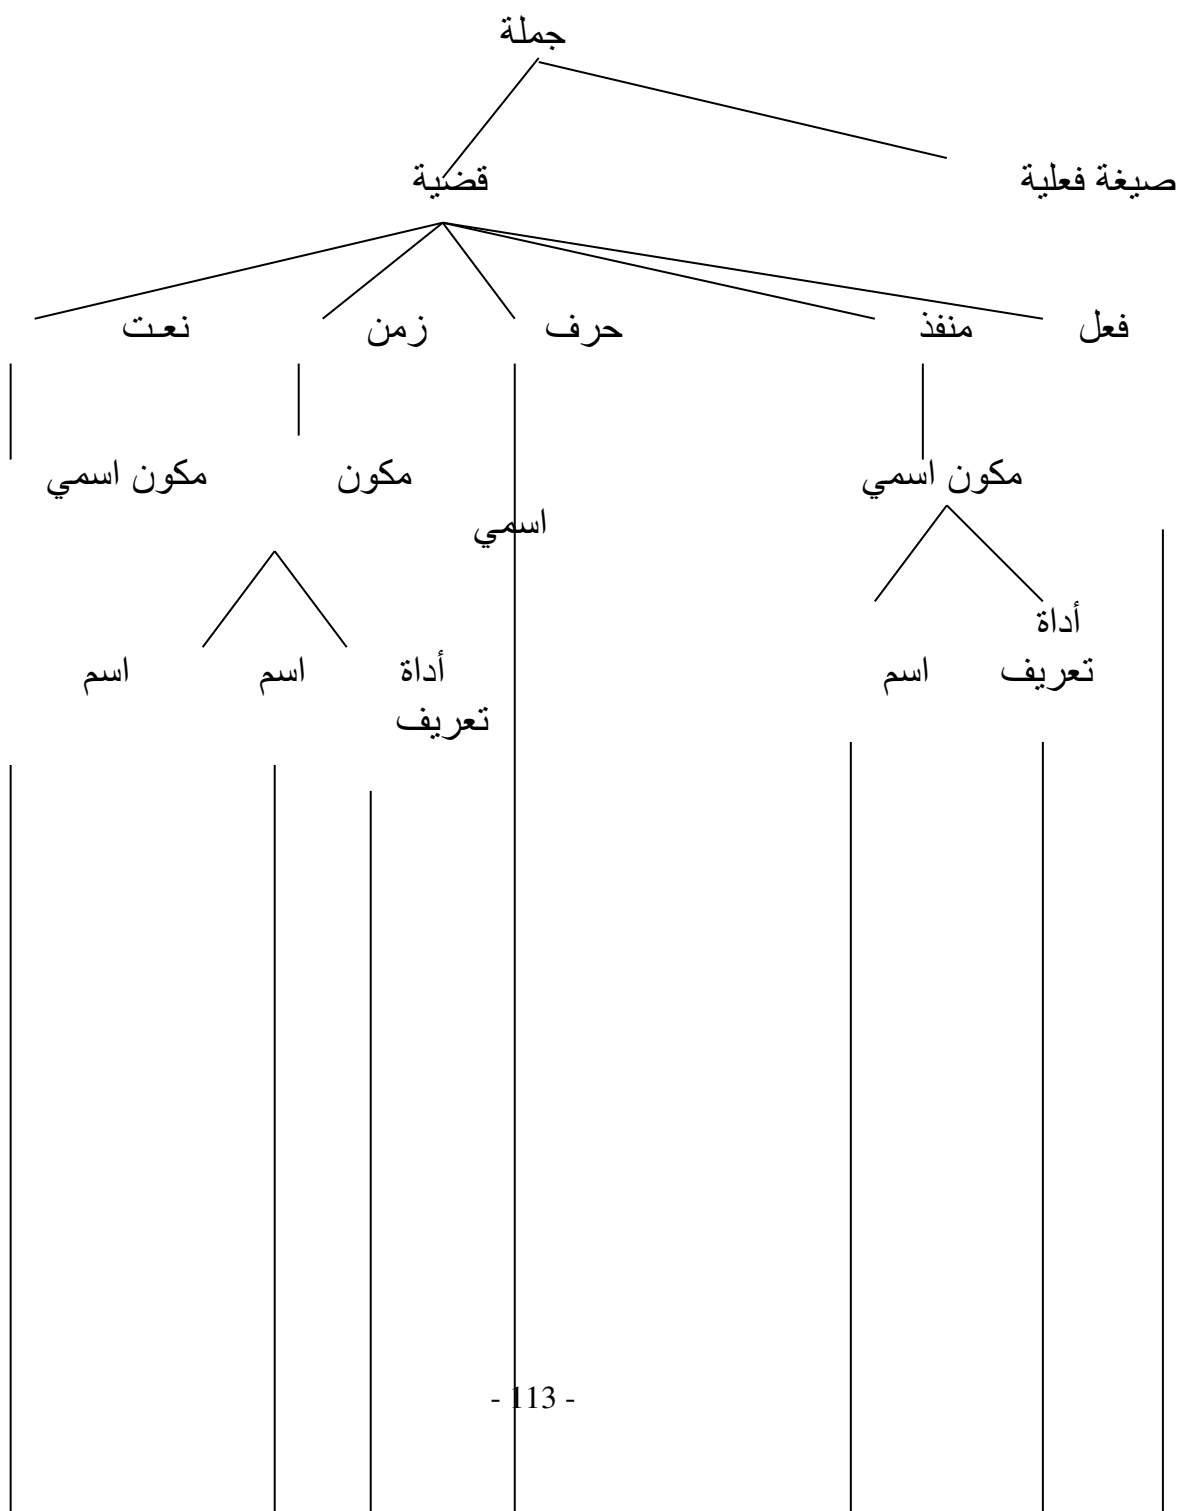 جملة
صيغة فعلية قضية
فعل منفذ حرف زمن نعت
مكون اسمي مكون مكون اسمي
اسمي
أداة
تعريف اسم أداة اسم اسم
تعريف
- 113 -